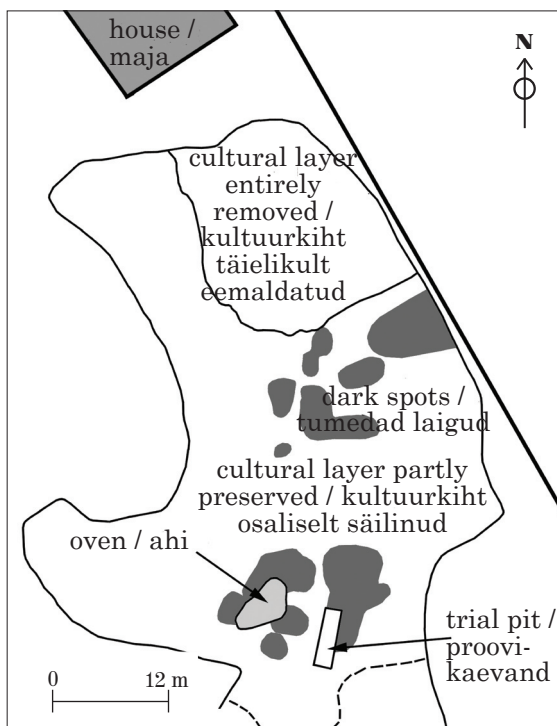 house /
maja
N
cultural layer
entirely
removed /
kultuurkiht
täielikult
eemaldatud
dark spots /
tumedad laigud
cultural layer partly
preserved / kultuurkiht
osaliselt säilinud
oven / ahi
trial pit /
proovi-
kaevand
0 12 m